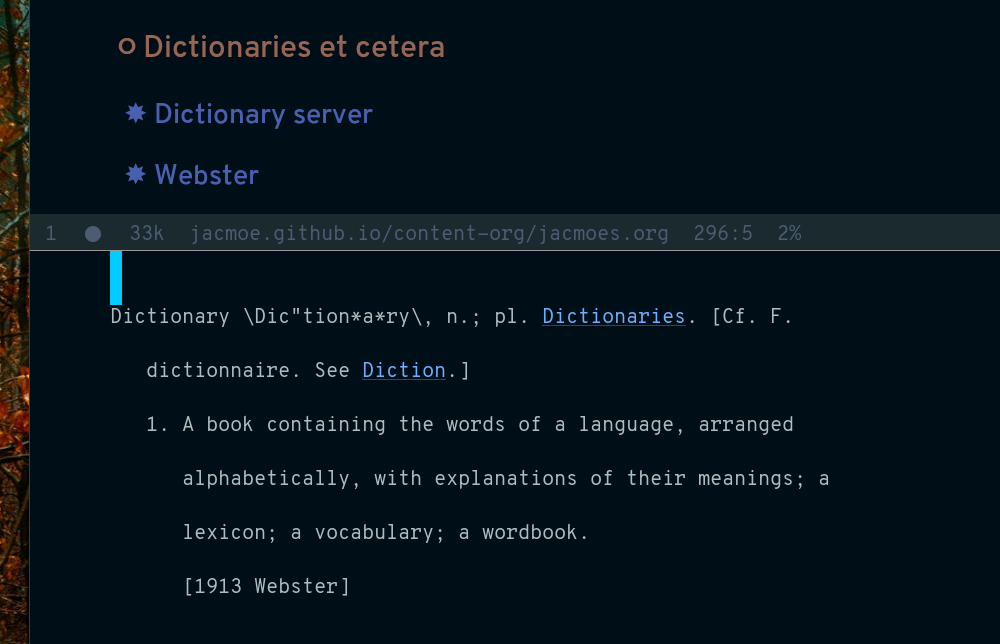 Dictionaries et cetera
Dictionary server
Webster
1 33k jacmoe.github.io/content-org/jacmoes.org 296:5 2%
Dictionary \Dic"tion*a*ry\, n.; pl. Dictionaries. [Cf. F.
dictionnaire. See Diction.]
1. A book containing the words of a language, arranged
alphabetically, with explanations of their meanings; a
lexicon; a vocabulary; a wordbook.
[1913 Webster]